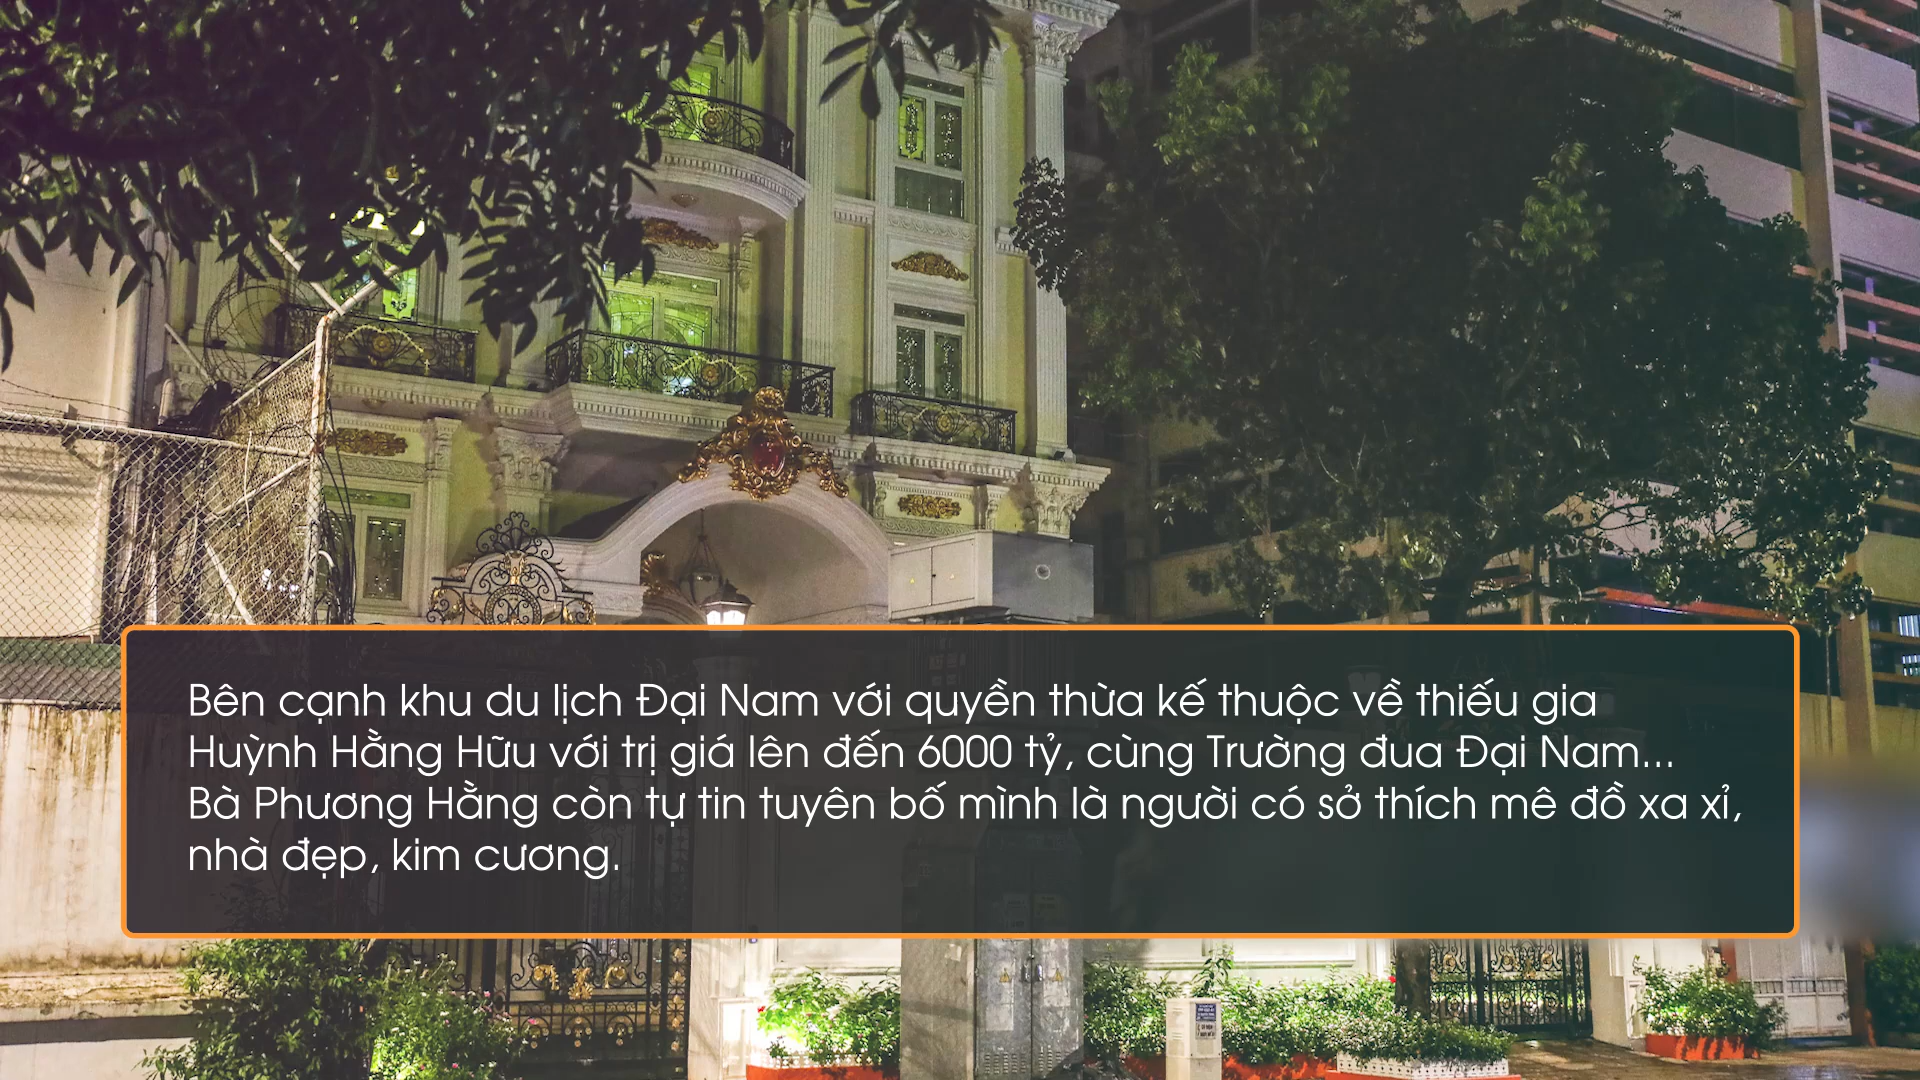 Bên cạnh khu du lịch Đại Nam với quyền thừa kế thuộc về thiếu gia
Huỳnh Hằng Hữu với trị giá lên đến 6000 tỷ, cùng Trường đua Đại Nam...
Bà Phương Hằng còn tự tin tuyên bố mình là người có sở thích mê đồ xa xỉ,
nhà đẹp, kim cương.